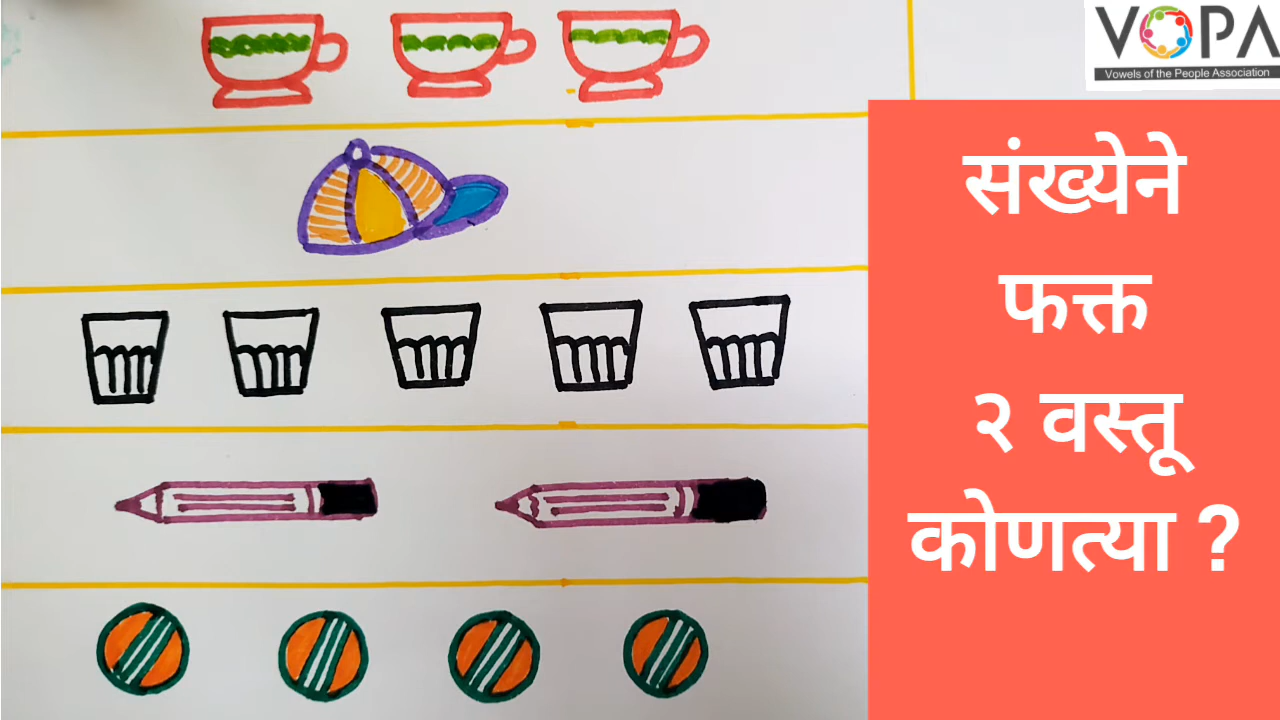 VOPA
Vowels of the People Association
संख्येने
फक्त
२ वस्तू
कोणत्या ?